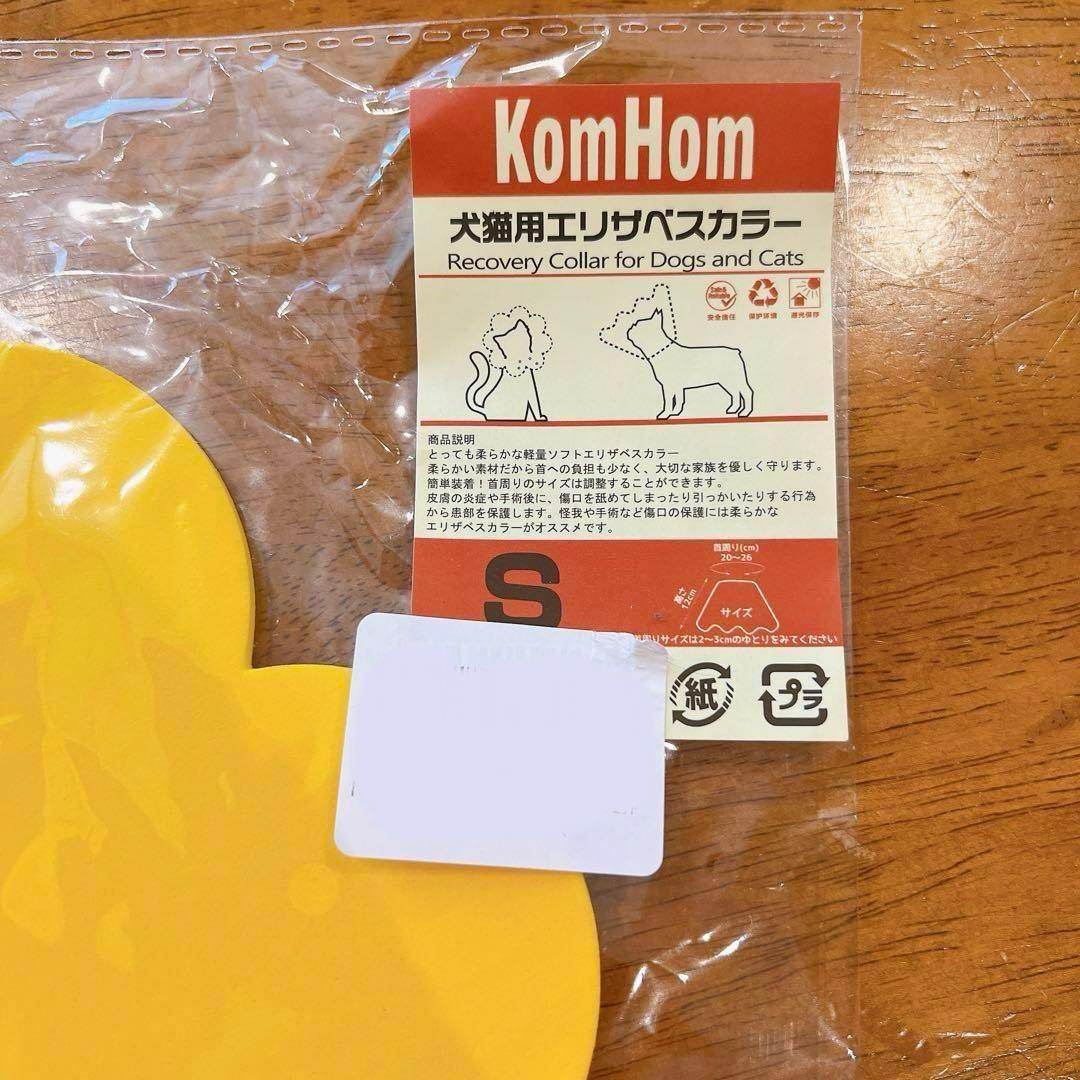 KomHom
犬猫用エリザベスカラー
Recovery Collar for Dogs and Cats
Safe& Reliable
安全信任 保护环境 避光保存
商品説明
とっても柔らかな軽量ソフトエリザベスカラー
柔らかい素材だから首への負担も少なく、大切な家族を優しく守ります。
簡単装着！首周りのサイズは調整することができます。
皮膚の炎症や手術後に、傷口を舐めてしまったり引っかいたりする行為
から患部を保護します。怪我や手術など傷口の保護には柔らかな
エリザベスカラーがオススメです。
S
首周り(cm)
20～26
高さ
12cm
サイズ
首周りサイズは2～3cmのゆとりをみてください
紙 プラ